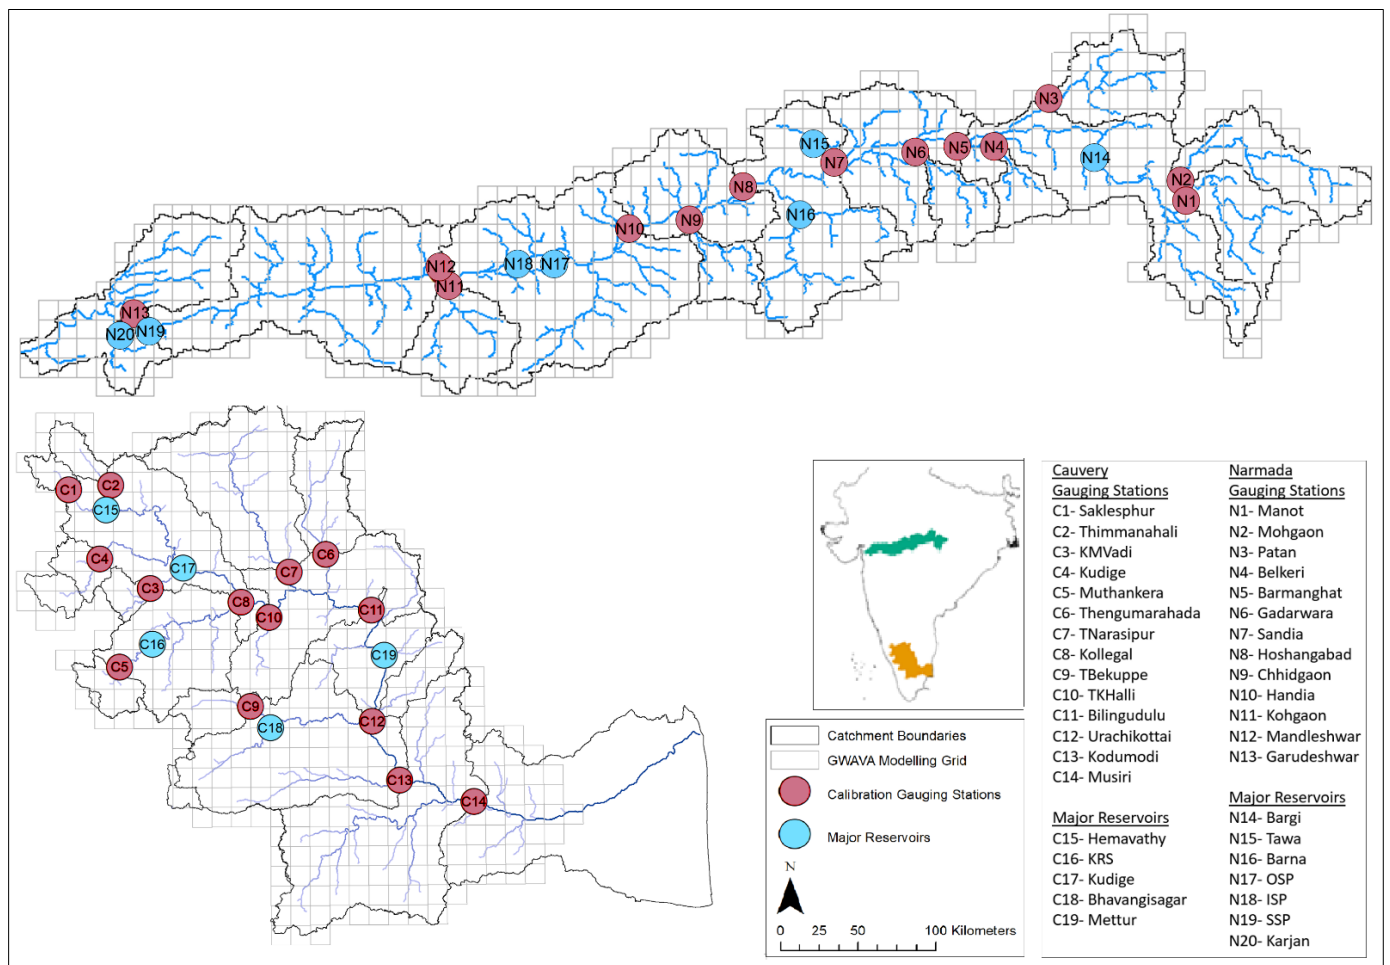 N3
N15
N7
N6
N5
N4
N14
N2
N1
N8
N16
N9
N10
N12
N18
N17
N11
N13
N20
N19
C1
C2
C15
C4
C17
C3
C7
C6
C8
C10
C11
C16
C5
C19
C9
C18
C12
C13
C14
Catchment Boundaries
GWAVA Modelling Grid
Calibration Gauging Stations
Major Reservoirs
N
0 25 50 100 Kilometers
Cauvery
Gauging Stations
C1- Saklesphur
C2- Thimmanahali
C3- KMVadi
C4- Kudige
C5- Muthankera
C6- Thengumarahada
C7- TNarasipur
C8- Kollegal
C9- TBekuppe
C10- TKHalli
C11- Bilingudulu
C12- Urachikottai
C13- Kodumodi
C14- Musiri
Major Reservoirs
C15- Hemavathy
C16- KRS
C17- Kudige
C18- Bhavangisagar
C19- Mettur
Narmada
Gauging Stations
N1- Manot
N2- Mohgaon
N3- Patan
N4- Belkeri
N5- Barmanghat
N6- Gadarwara
N7- Sandia
N8- Hoshangabad
N9- Chhidgaon
N10- Handia
N11- Kohgaon
N12- Mandleshwar
N13- Garudeshwar
Major Reservoirs
N14- Bargi
N15- Tawa
N16- Barna
N17- OSP
N18- ISP
N19- SSP
N20- Karjan